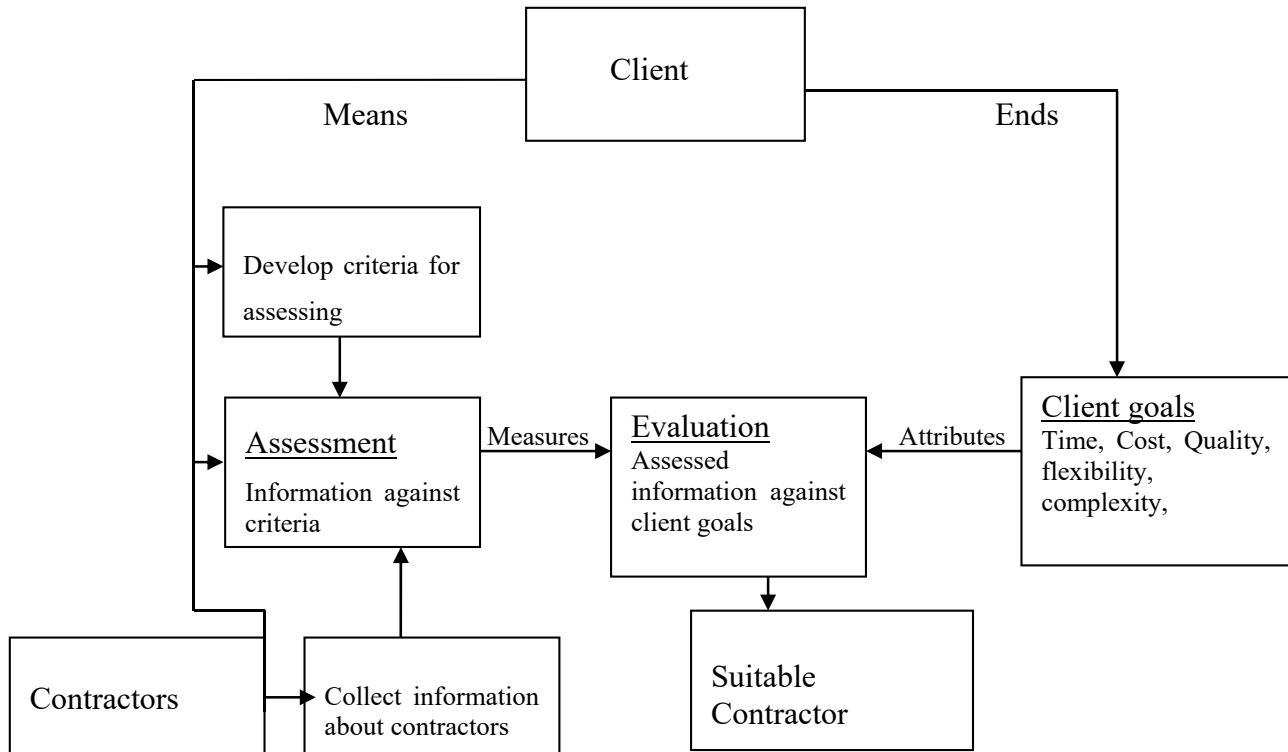 Client
Means
Ends
Develop criteria for
assessing
Assessment
Information against
criteria
Measures
Evaluation
Assessed
information against
client goals
Attributes
Client goals
Time, Cost, Quality,
flexibility,
complexity,
Contractors
Collect information
about contractors
Suitable
Contractor